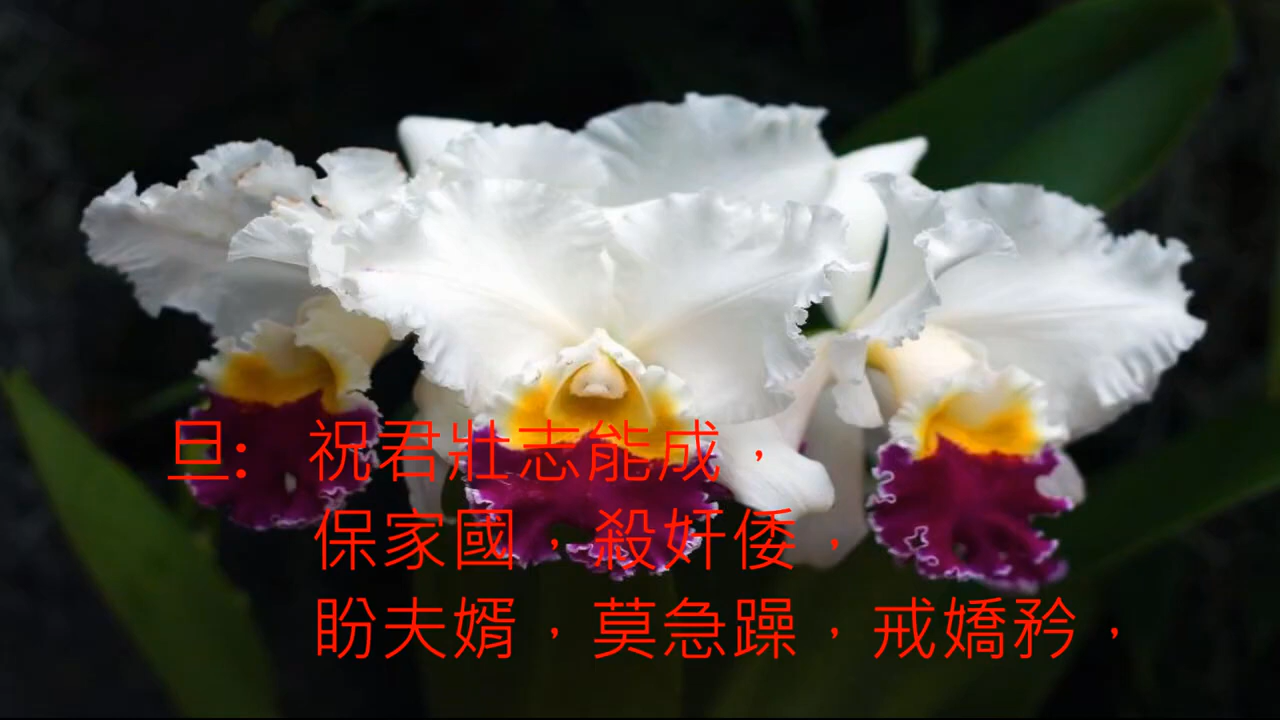 旦: 祝君壯志能成，
保家國，殺奸倭，
盼夫婿，莫急躁，戒嬌矜，